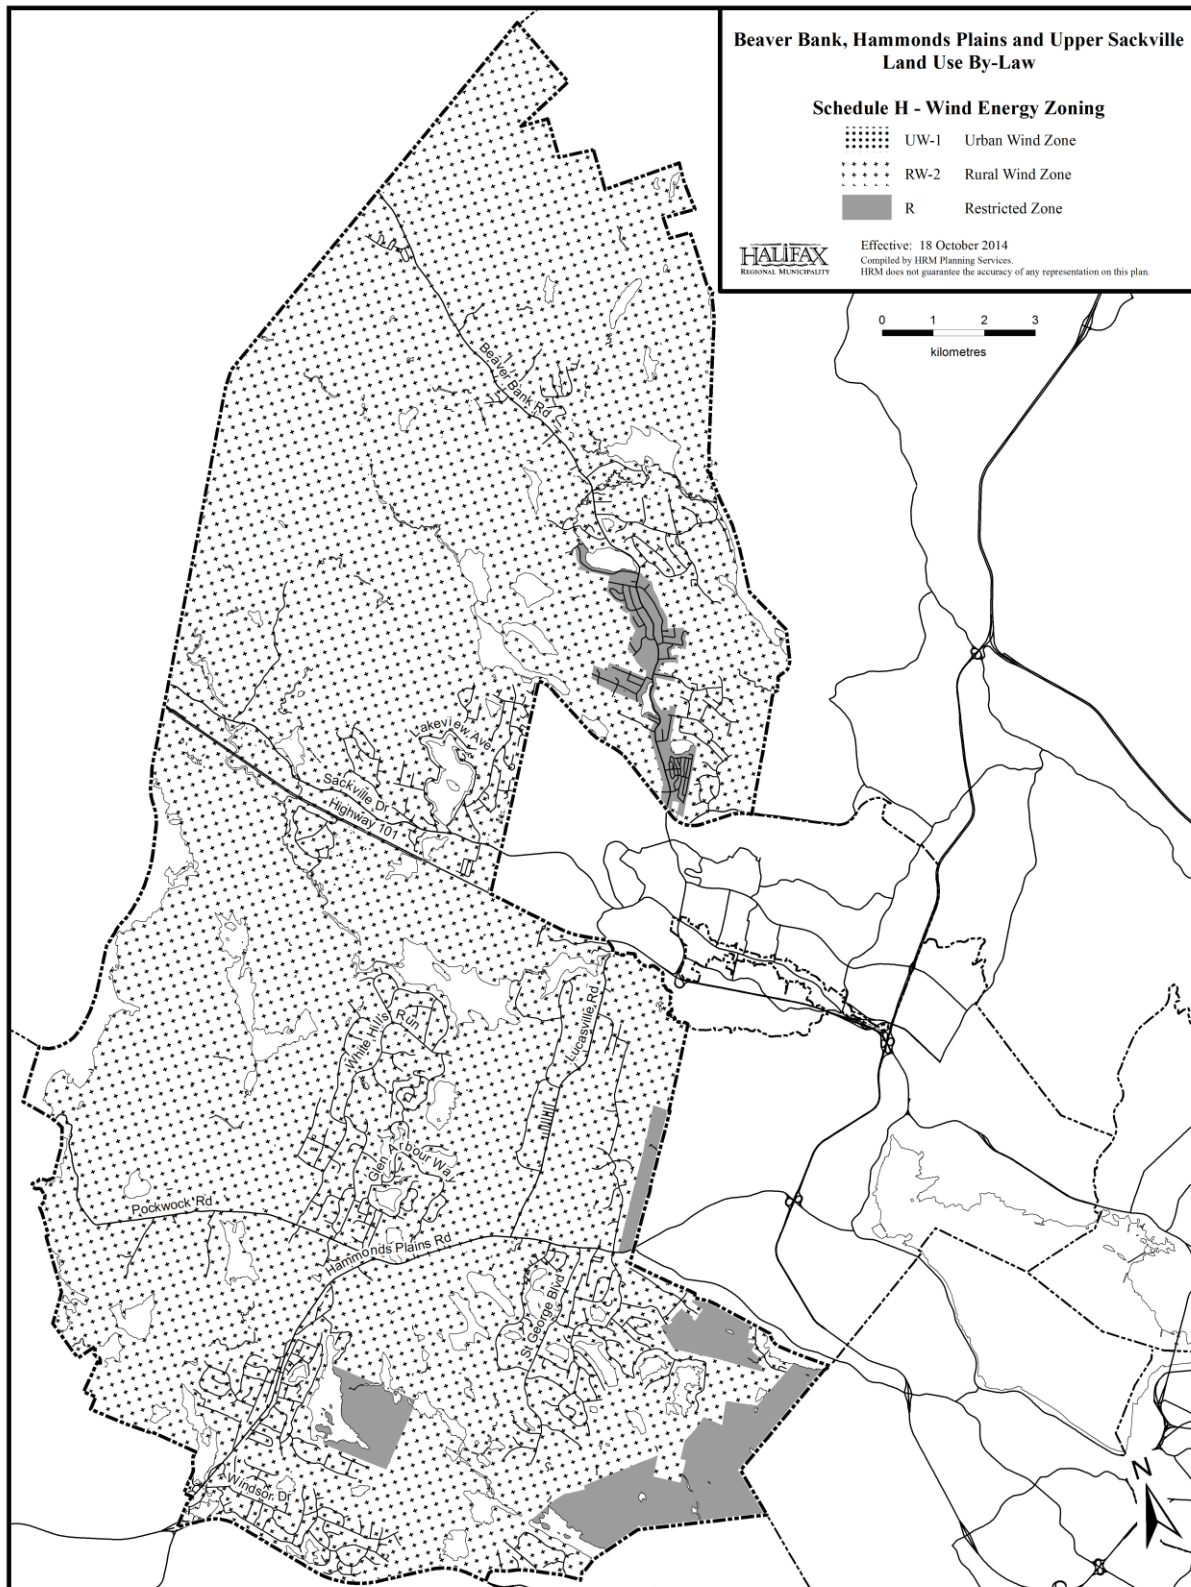 Beaver Bank, Hammonds Plains and Upper Sackville
Land Use By-Law
Schedule H - Wind Energy Zoning
UW-1 Urban Wind Zone
RW-2 Rural Wind Zone
R Restricted Zone
HALIFAX
REGIONAL MUNICIPALITY
Effective: 18 October 2014
Compiled by HRM Planning Services.
HRM does not guarantee the accuracy of any representation on this plan.
0 1 2 3
kilometres
Beaver Bank Rd
Lakeview Ave
Sackville Dr
Highway 101
White Hills Run
Lucasville Rd
Glen Arbour Way
Pockwock Rd
Hammonds Plains Rd
St George Blvd
Windsor Dr
N